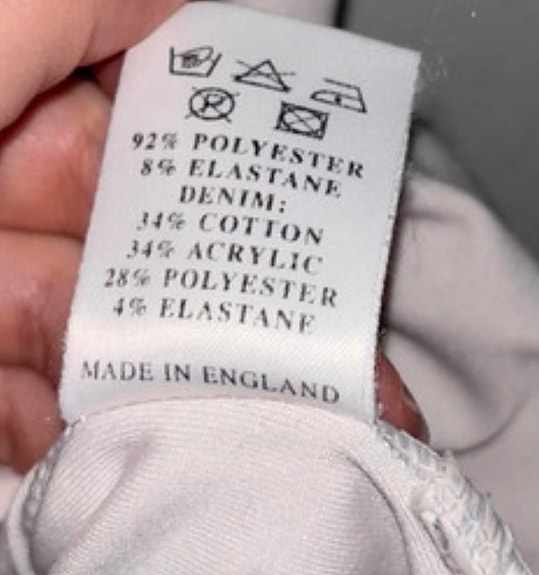 92% POLYESTER
8% ELASTANE
DENIM:
34% COTTON
34% ACRYLIC
28% POLYESTER
4% ELASTANE
MADE IN ENGLAND